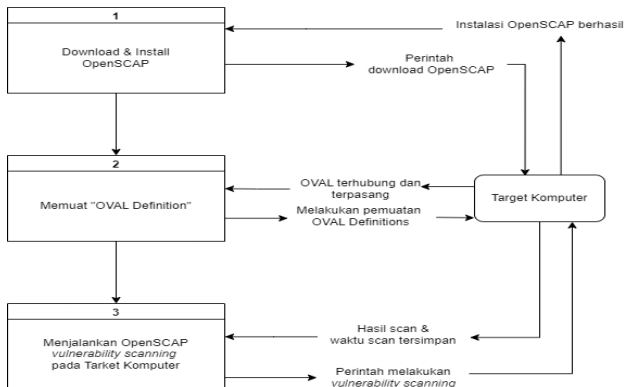 1
Download & Install
OpenSCAP
Instalasi OpenSCAP berhasil
Perintah
download OpenSCAP
2
Memuat "OVAL Definition"
OVAL terhubung dan
terpasang
Melakukan pemuatan
OVAL Definitions
Target Komputer
3
Menjalankan OpenSCAP
vulnerability scanning
pada Tarket Komputer
Hasil scan &
waktu scan tersimpan
Perintah melakukan
vulnerability scanning